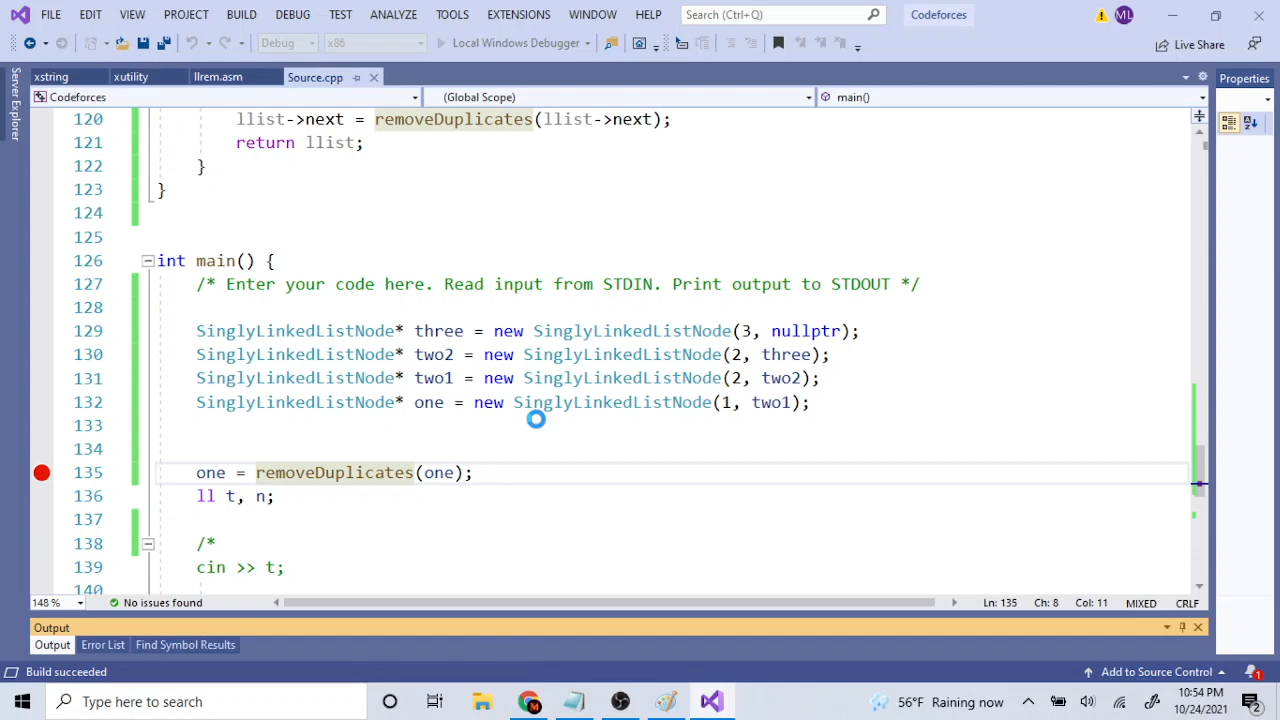 FILE EDIT VIEW PROJECT BUILD DEBUG TEST ANALYZE TOOLS EXTENSIONS WINDOW HELP Search (Ctrl+Q) Codeforces ML
Debug x86 Local Windows Debugger Live Share
xstring xutility llrem.asm Source.cpp
Codeforces (Global Scope) main()
Server Explorer
Properties
120 llist->next = removeDuplicates(llist->next);
121 return llist;
122 }
123 }
124
125
126 int main() {
127 /* Enter your code here. Read input from STDIN. Print output to STDOUT */
128
129 SinglyLinkedListNode* three = new SinglyLinkedListNode(3, nullptr);
130 SinglyLinkedListNode* two2 = new SinglyLinkedListNode(2, three);
131 SinglyLinkedListNode* two1 = new SinglyLinkedListNode(2, two2);
132 SinglyLinkedListNode* one = new SinglyLinkedListNode(1, two1);
133
134
135 one = removeDuplicates(one);
136 ll t, n;
137
138 /*
139 cin >> t;
140
148 % No issues found Ln: 135 Ch: 8 Col: 11 MIXED CRLF
Output
Output Error List Find Symbol Results
Build succeeded Add to Source Control 1
Type here to search 56°F Raining now 10:54 PM
10/24/2021 2